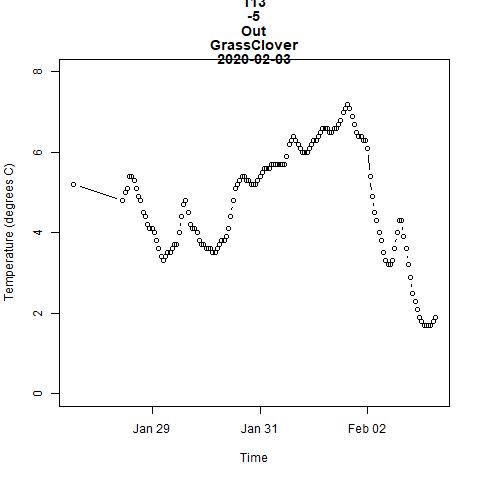 113
-5
Out
GrassClover
2020-02-03
Temperature (degrees C)
8
6
4
2
0
Jan 29
Jan 31
Feb 02
Time